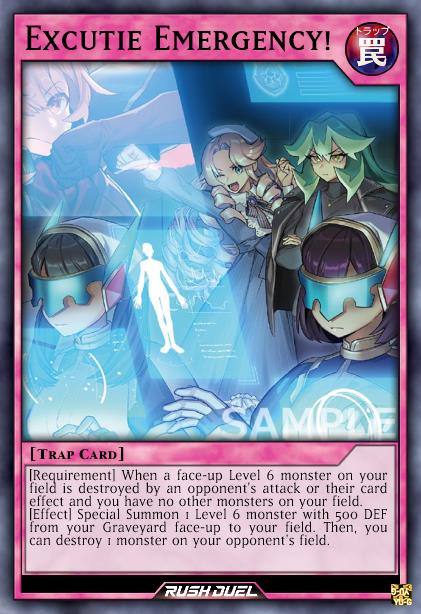 Excutie Emergency!
トラップ
罠
SAMPLE
[Trap Card]
[Requirement] When a face-up Level 6 monster on your
field is destroyed by an opponent's attack or their card
effect and you have no other monsters on your field.
[Effect] Special Summon 1 Level 6 monster with 500 DEF
from your Graveyard face-up to your field. Then, you
can destroy 1 monster on your opponent's field.
RUSH DUEL